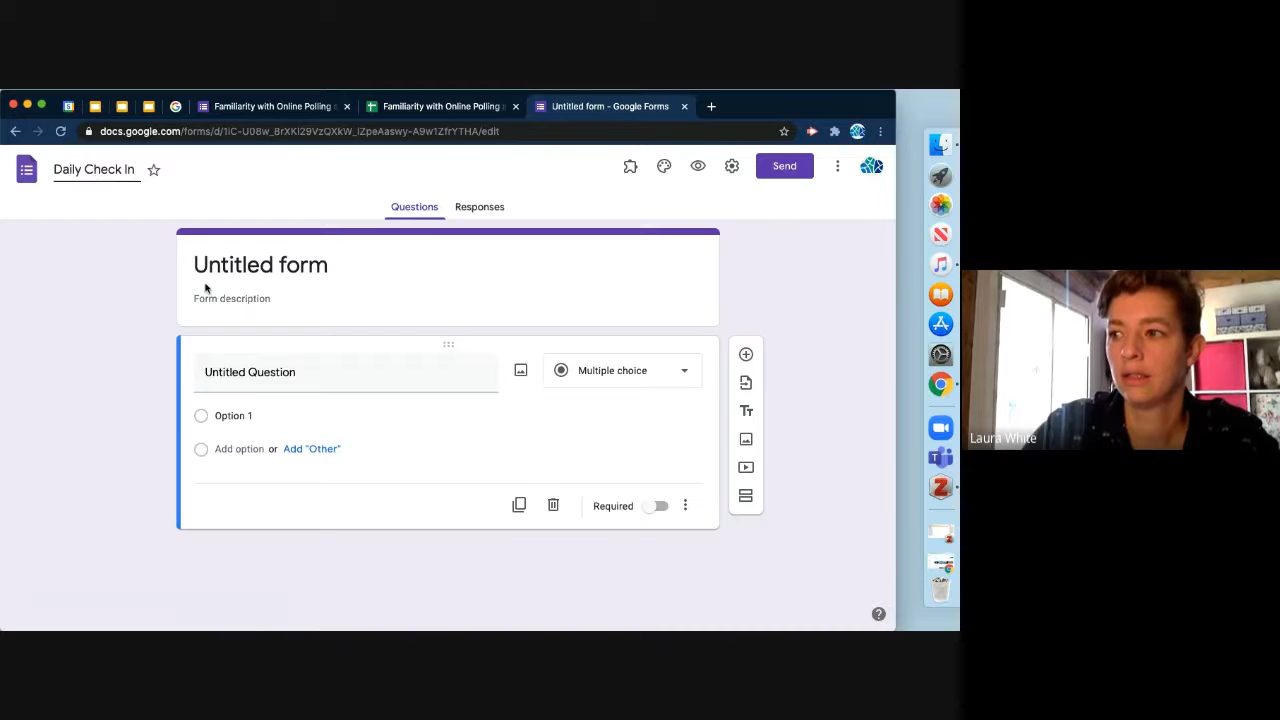 Familiarity with Online Polling
Familiarity with Online Polling
Untitled form - Google Forms
docs.google.com/forms/d/1iC-U08w_8rXKI29VzQXkW_iZpeAaswy-A9w1ZfrYTHA/edit
Daily Check In
Send
Questions
Responses
Untitled form
Form description
Untitled Question
Multiple choice
Option 1
Add option or Add "Other"
Required
Laura White